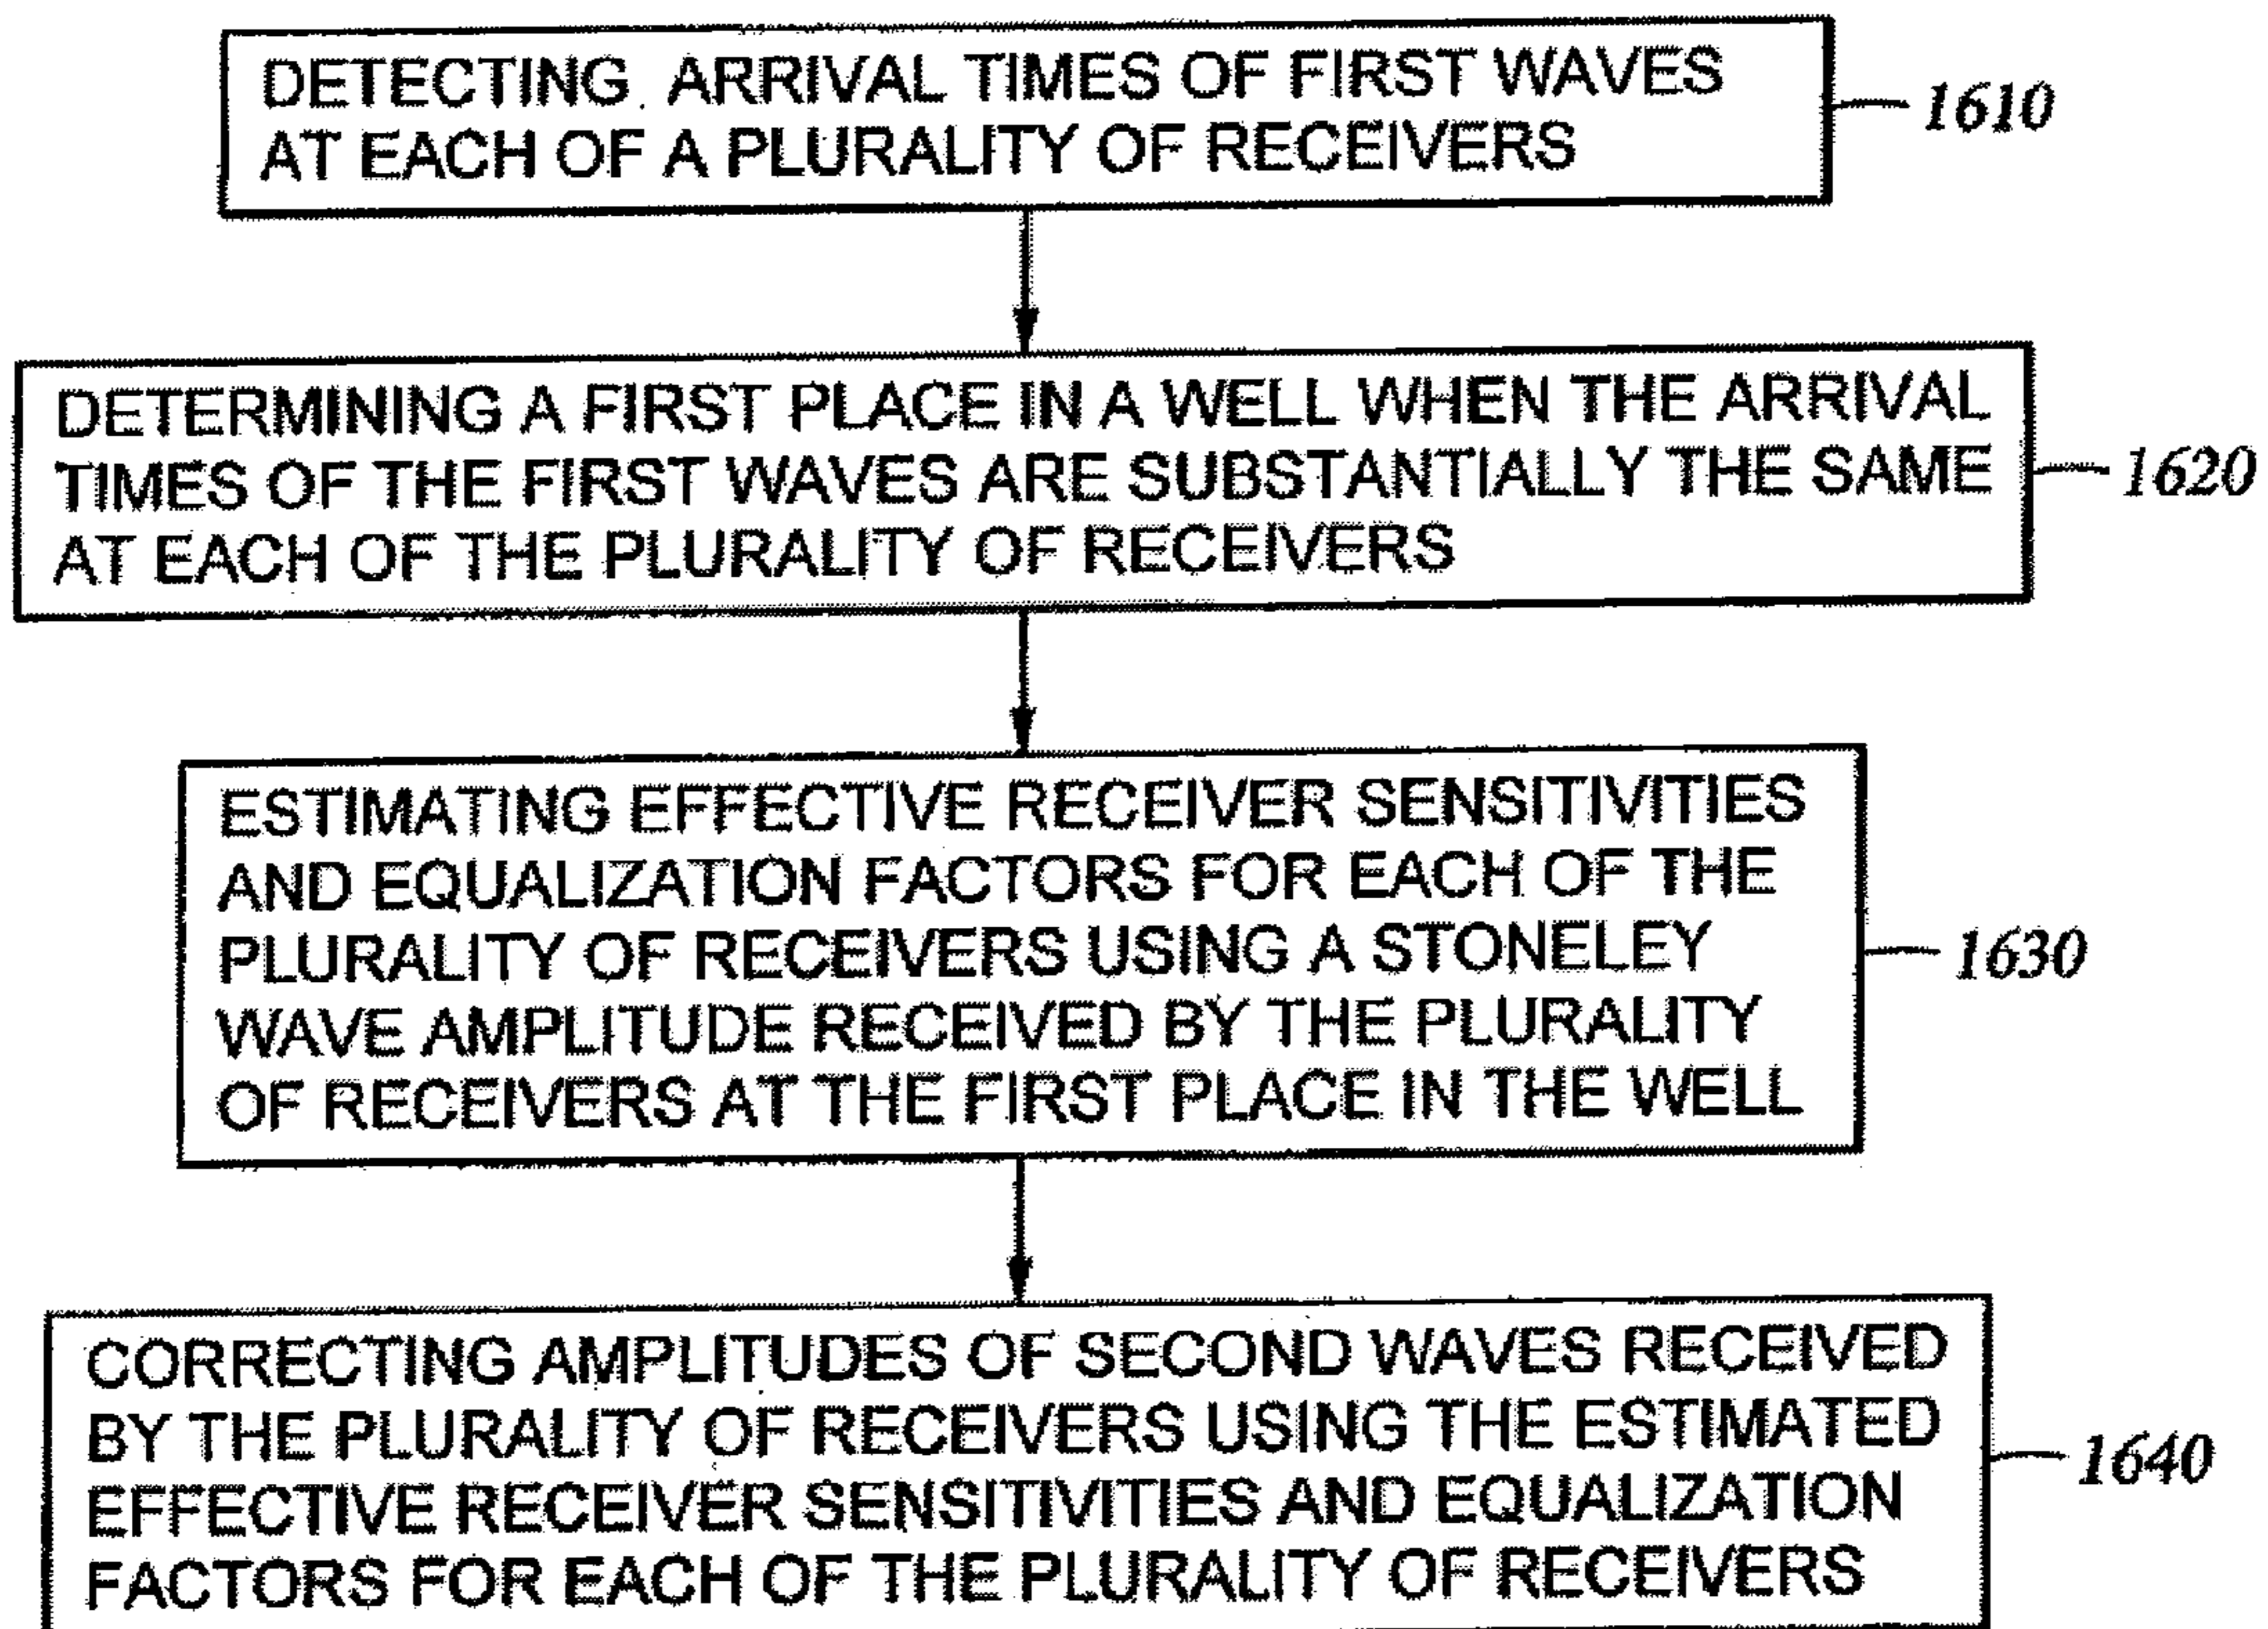 DETECTING ARRIVAL TIMES OF FIRST WAVES
AT EACH OF A PLURALITY OF RECEIVERS
1610
DETERMINING A FIRST PLACE IN A WELL WHEN THE ARRIVAL
TIMES OF THE FIRST WAVES ARE SUBSTANTIALLY THE SAME
AT EACH OF THE PLURALITY OF RECEIVERS
1620
ESTIMATING EFFECTIVE RECEIVER SENSITIVITIES
AND EQUALIZATION FACTORS FOR EACH OF THE
PLURALITY OF RECEIVERS USING A STONELEY
WAVE AMPLITUDE RECEIVED BY THE PLURALITY
OF RECEIVERS AT THE FIRST PLACE IN THE WELL
1630
CORRECTING AMPLITUDES OF SECOND WAVES RECEIVED
BY THE PLURALITY OF RECEIVERS USING THE ESTIMATED
EFFECTIVE RECEIVER SENSITIVITIES AND EQUALIZATION
FACTORS FOR EACH OF THE PLURALITY OF RECEIVERS
1640